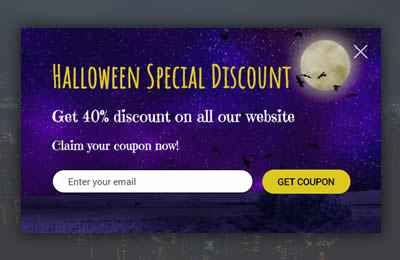 Halloween Special Discount
Get 40% discount on all our website
Claim your coupon now!
Enter your email
GET COUPON